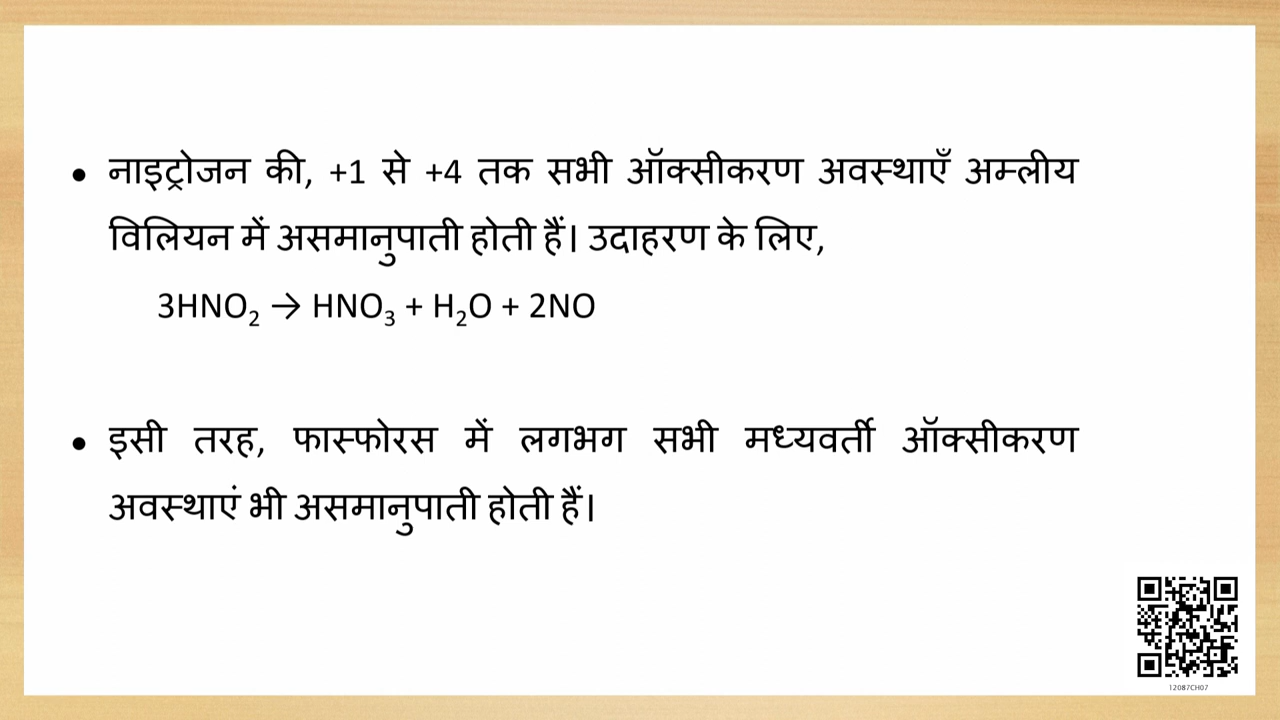 • नाइट्रोजन की, +1 से +4 तक सभी ऑक्सीकरण अवस्थाएँ अम्लीय
विलियन में असमानुपाती होती हैं। उदाहरण के लिए,
3HNO₂ → HNO₃ + H₂O + 2NO
• इसी तरह, फास्फोरस में लगभग सभी मध्यवर्ती ऑक्सीकरण
अवस्थाएं भी असमानुपाती होती हैं।
12087CH07